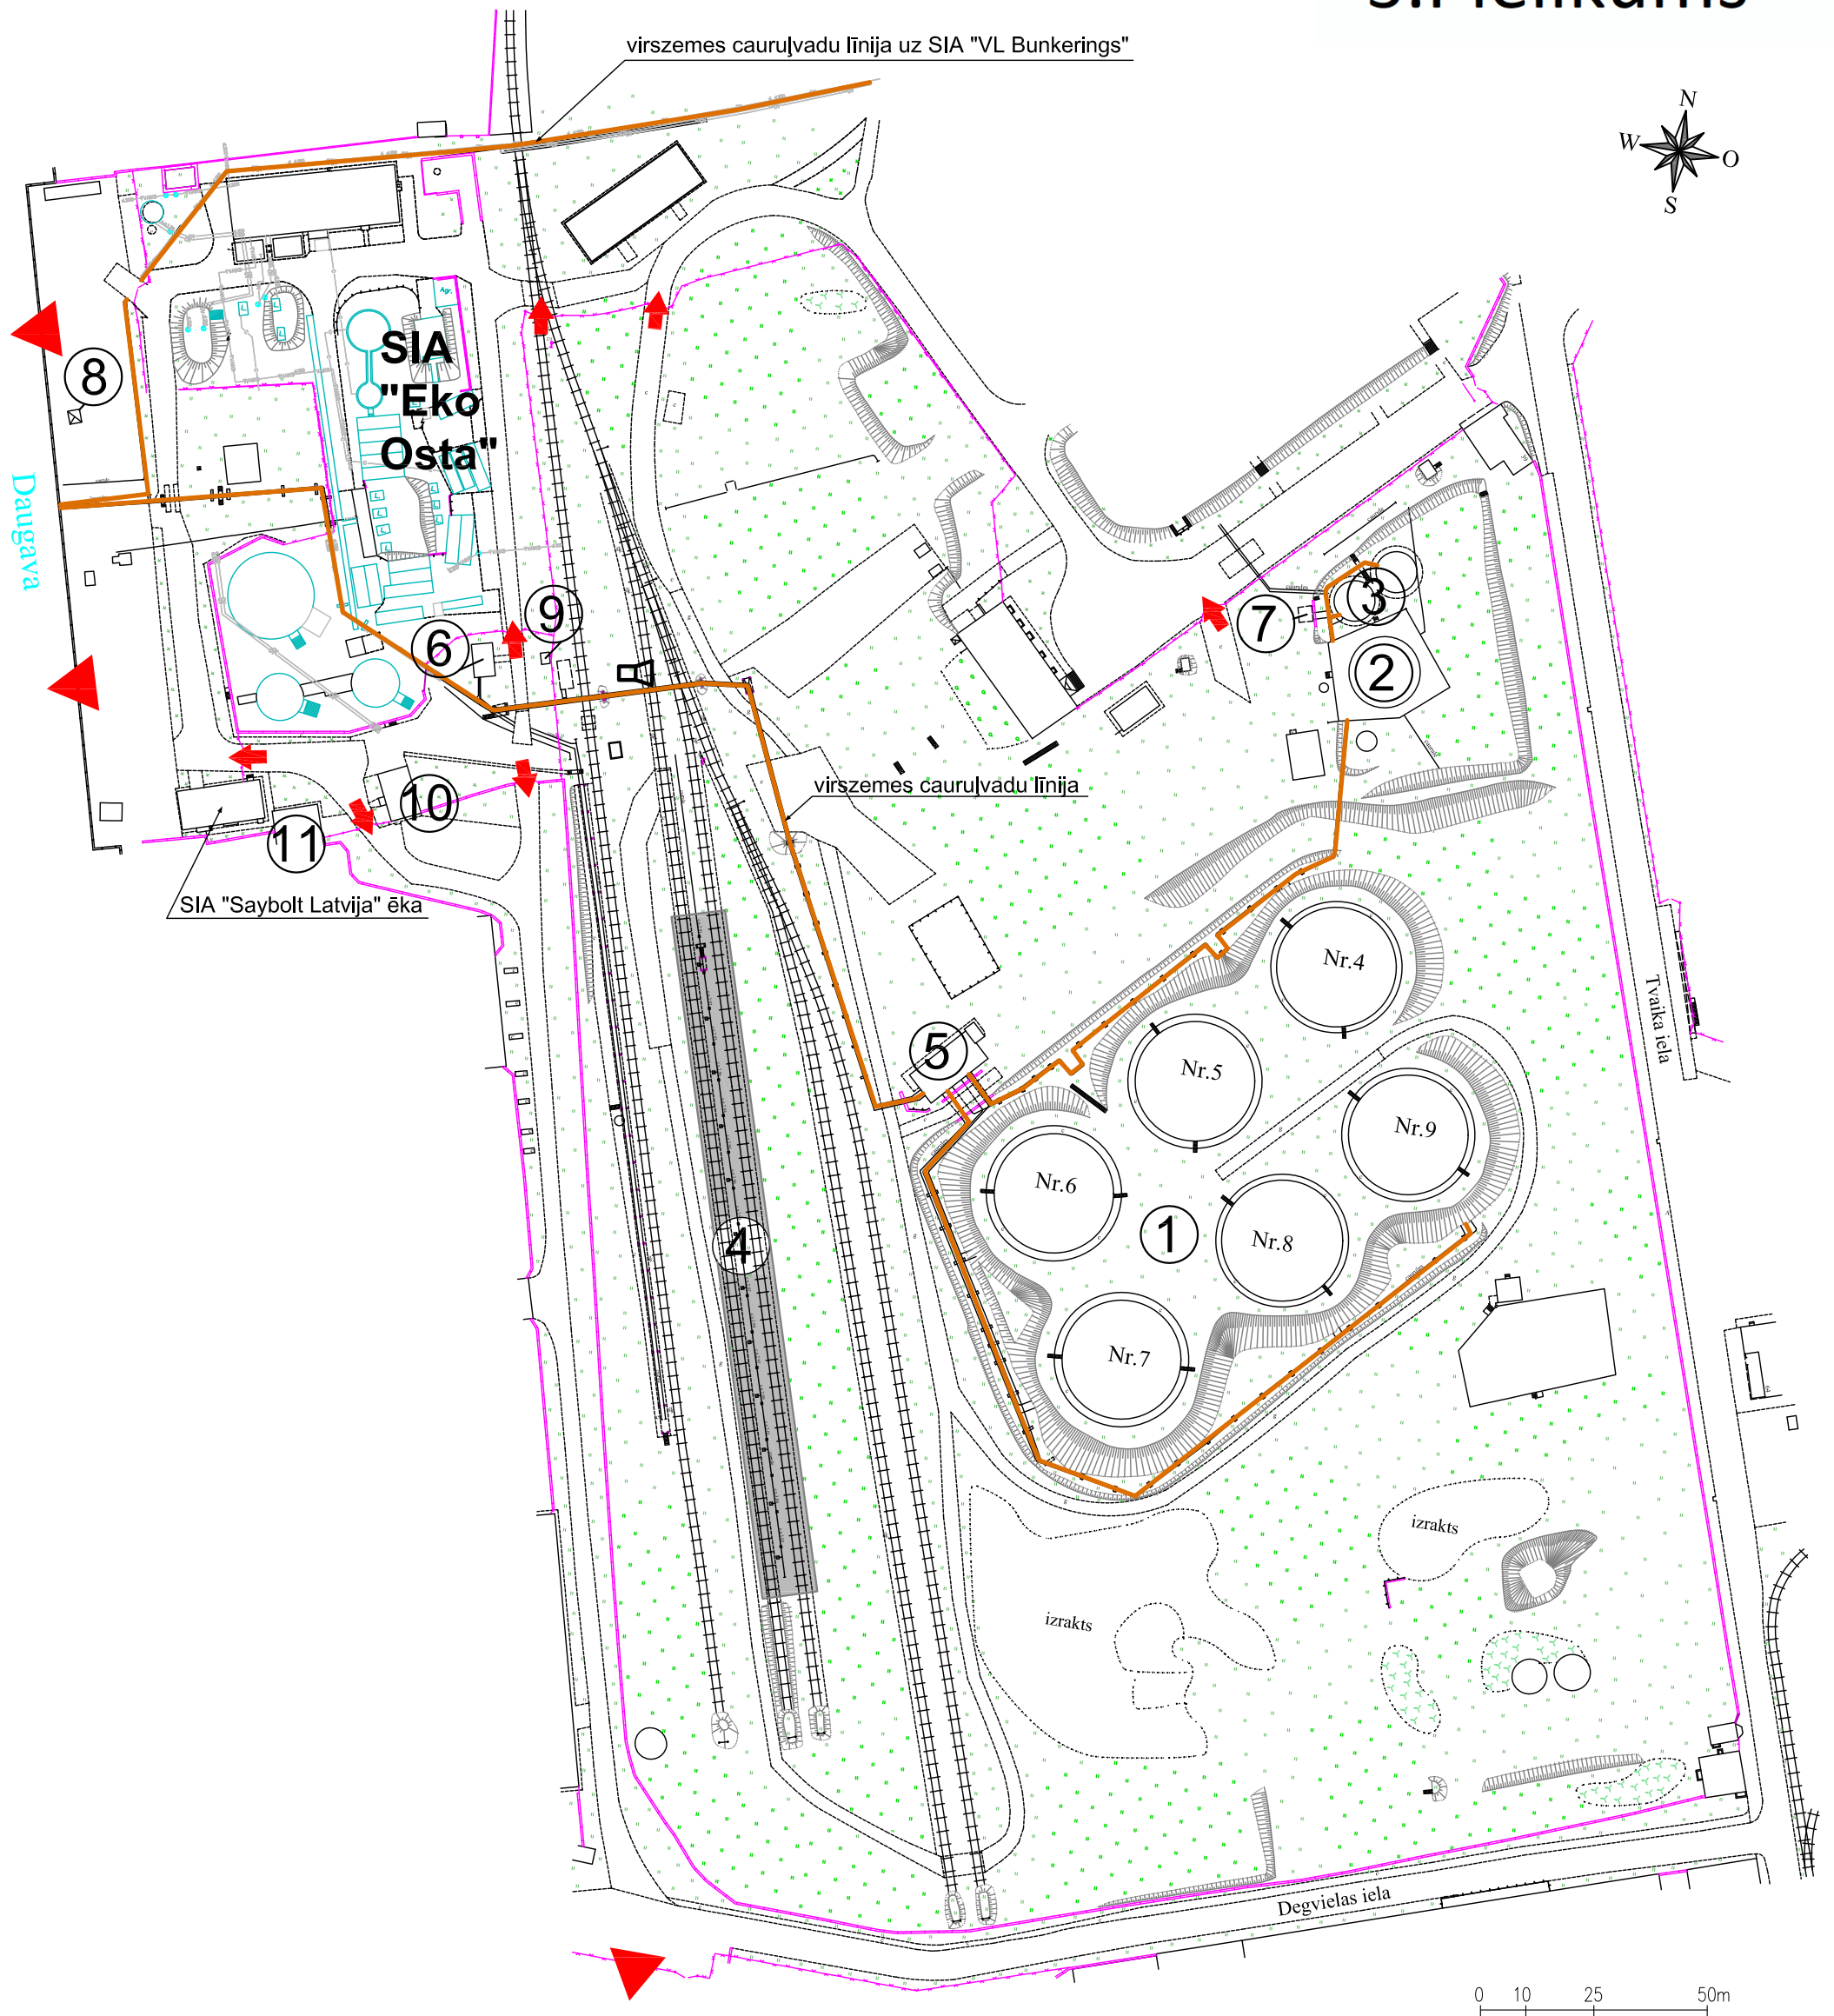 virszemes cauruļvadu līnija uz SIA "VL Bunkerings"
N
W
O
S
Agr.
SIA
"Eko
Osta"
8
Daugava
9
6
7
3
2
10
11
SIA "Saybolt Latvija" ēka
virszemes cauruļvadu līnija
Nr.4
Nr.5
5
Nr.9
Nr.6
1
Nr.8
4
Nr.7
Tvaika iela
izrakts
izrakts
Degvielas iela
0 10 25 50m